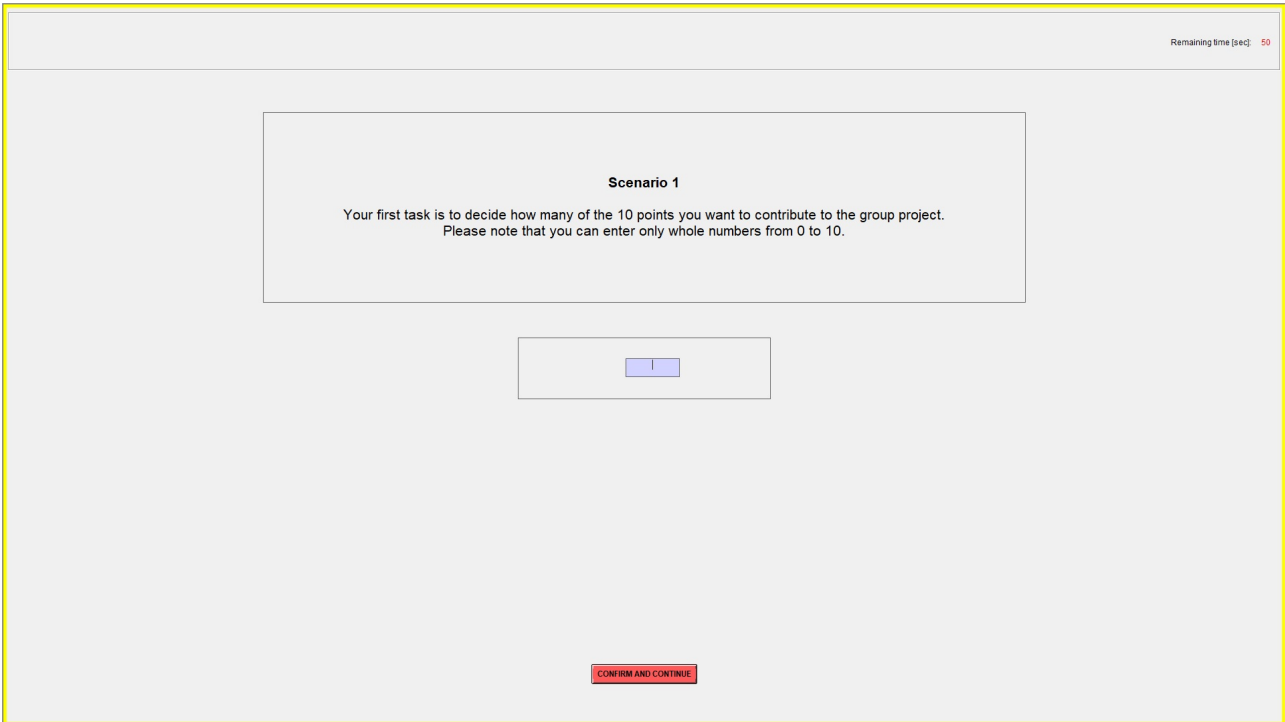 Remaining time [sec]: 50
Scenario 1
Your first task is to decide how many of the 10 points you want to contribute to the group project.
Please note that you can enter only whole numbers from 0 to 10.
CONFIRM AND CONTINUE